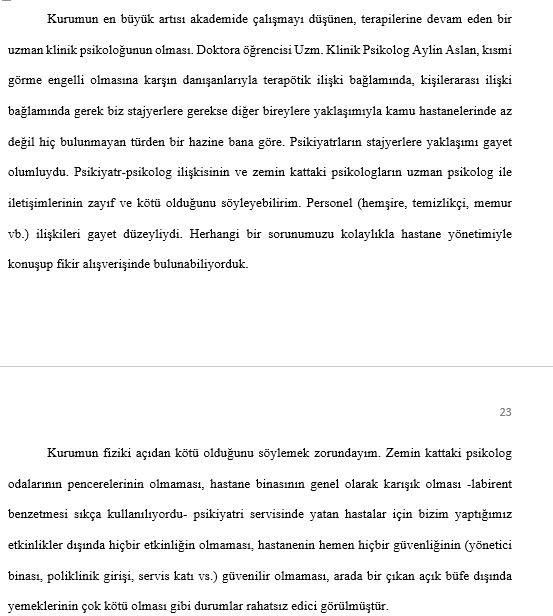 Kurumun en büyük artısı akademide çalışmayı düşünen, terapilerine devam eden bir
uzman klinik psikoloğunun olması. Doktora öğrencisi Uzm. Klinik Psikolog Aylin Aslan, kısmi
görme engelli olmasına karşın danışanlarıyla terapötik ilişki bağlamında, kişilerarası ilişki
bağlamında gerek biz stajyerlere gerekse diğer bireylere yaklaşımıyla kamu hastanelerinde az
değil hiç bulunmayan türden bir hazine bana göre. Psikiyatrların stajyerlere yaklaşımı gayet
olumluydu. Psikiyatr-psikolog ilişkisinin ve zemin kattaki psikologların uzman psikolog ile
iletişimlerinin zayıf ve kötü olduğunu söyleyebilirim. Personel (hemşire, temizlikçi, memur
vb.) ilişkileri gayet düzeyliydi. Herhangi bir sorunumuzu kolaylıkla hastane yönetimiyle
konuşup fikir alışverişinde bulunabiliyorduk.
23
Kurumun fiziki açıdan kötü olduğunu söylemek zorundayım. Zemin kattaki psikolog
odalarının pencerelerinin olmaması, hastane binasının genel olarak karışık olması -labirent
benzetmesi sıkça kullanılıyordu- psikiyatri servisinde yatan hastalar için bizim yaptığımız
etkinlikler dışında hiçbir etkinliğin olmaması, hastanenin hemen hiçbir güvenliğinin (yönetici
binası, poliklinik girişi, servis katı vs.) güvenilir olmaması, arada bir çıkan açık büfe dışında
yemeklerinin çok kötü olması gibi durumlar rahatsız edici görülmüştür.